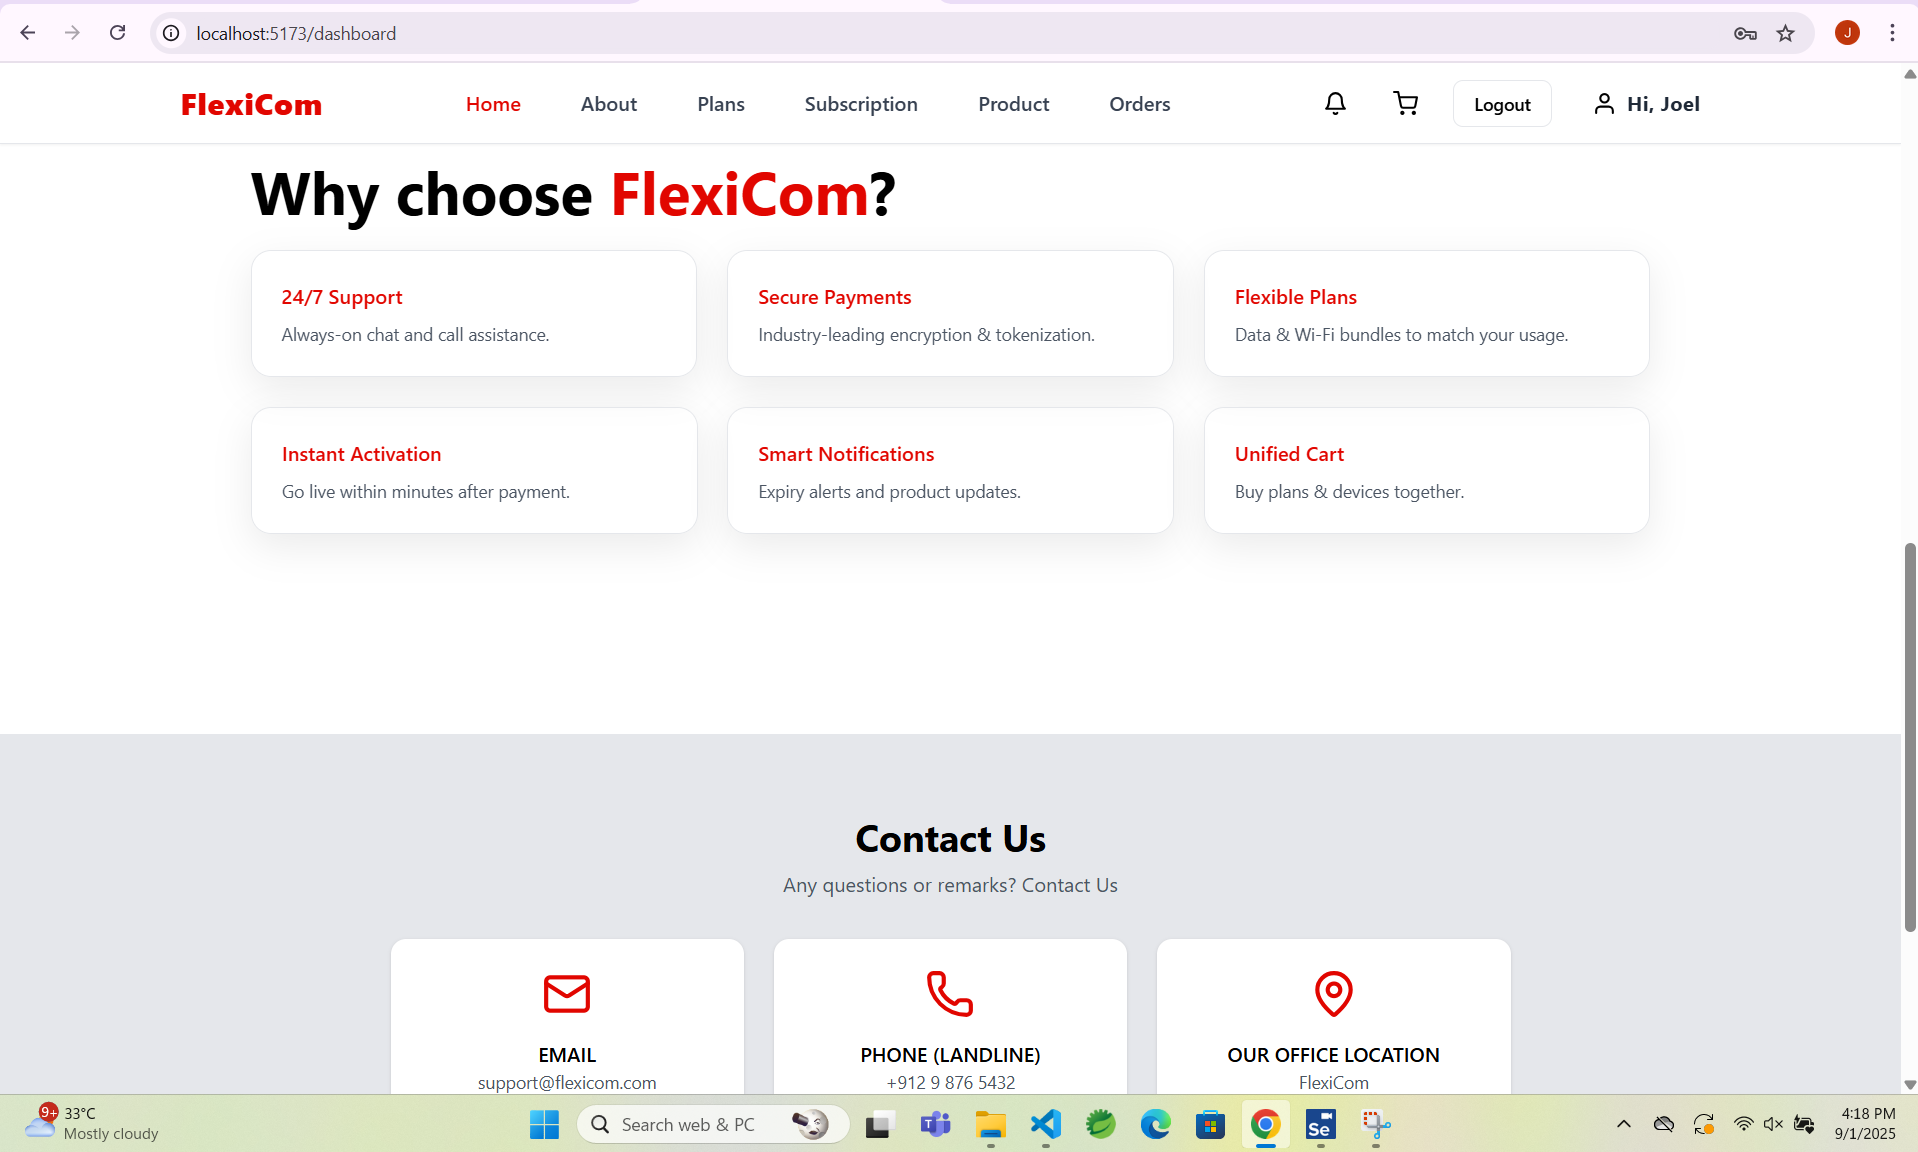 localhost:5173/dashboard
J
FlexiCom
Home
About
Plans
Subscription
Product
Orders
Logout
Hi, Joel
Why choose FlexiCom?
24/7 Support
Always-on chat and call assistance.
Secure Payments
Industry-leading encryption & tokenization.
Flexible Plans
Data & Wi-Fi bundles to match your usage.
Instant Activation
Go live within minutes after payment.
Smart Notifications
Expiry alerts and product updates.
Unified Cart
Buy plans & devices together.
Contact Us
Any questions or remarks? Contact Us
EMAIL
support@flexicom.com
PHONE (LANDLINE)
+912 9 876 5432
OUR OFFICE LOCATION
FlexiCom
9+
33°C
Mostly cloudy
Search web & PC
T
Se
4:18 PM
9/1/2025